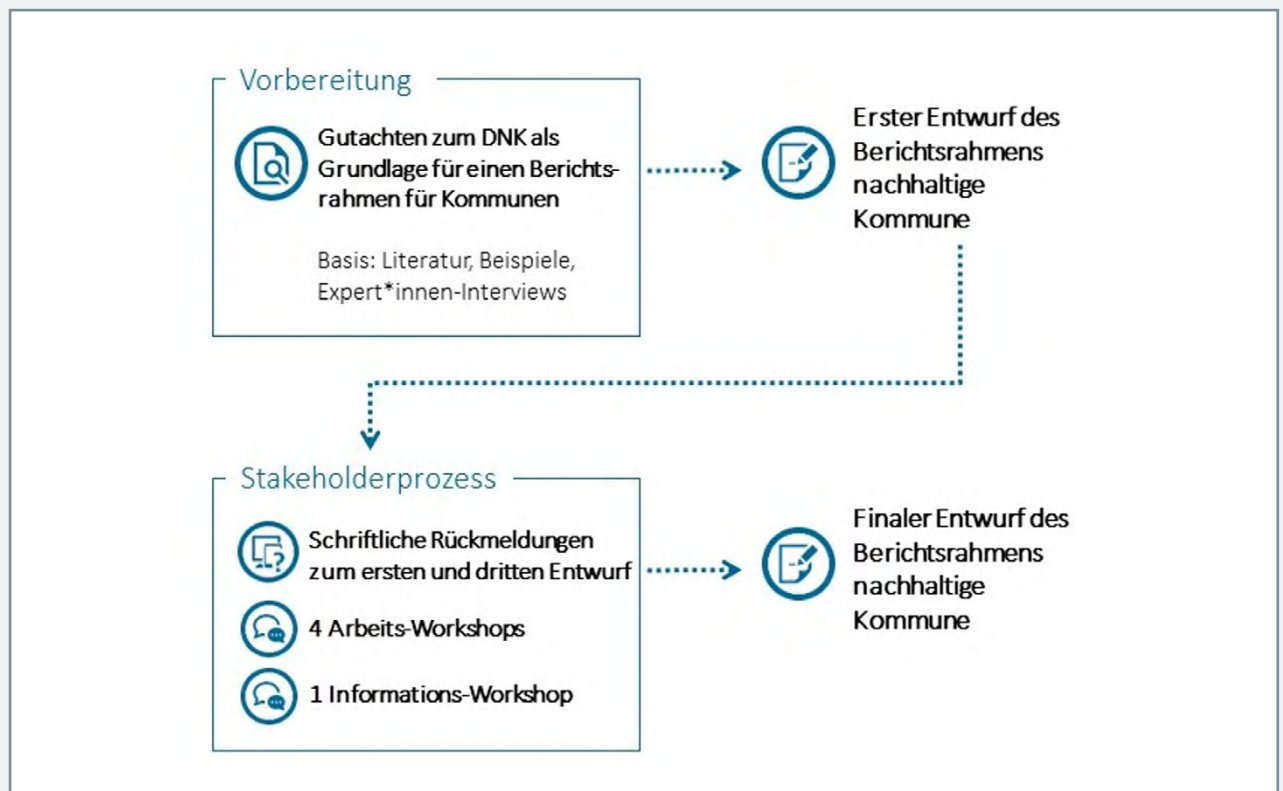 Vorbereitung
Gutachten zum DNK als
Grundlage für einen Berichts-
rahmen für Kommunen
Basis: Literatur, Beispiele,
Expert*innen-Interviews
Erster Entwurf des
Berichtsrahmens
nachhaltige
Kommune
Stakeholderprozess
Schriftliche Rückmeldungen
zum ersten und dritten Entwurf
4 Arbeits-Workshops
1 Informations-Workshop
Finaler Entwurf des
Berichtsrahmens
nachhaltige
Kommune